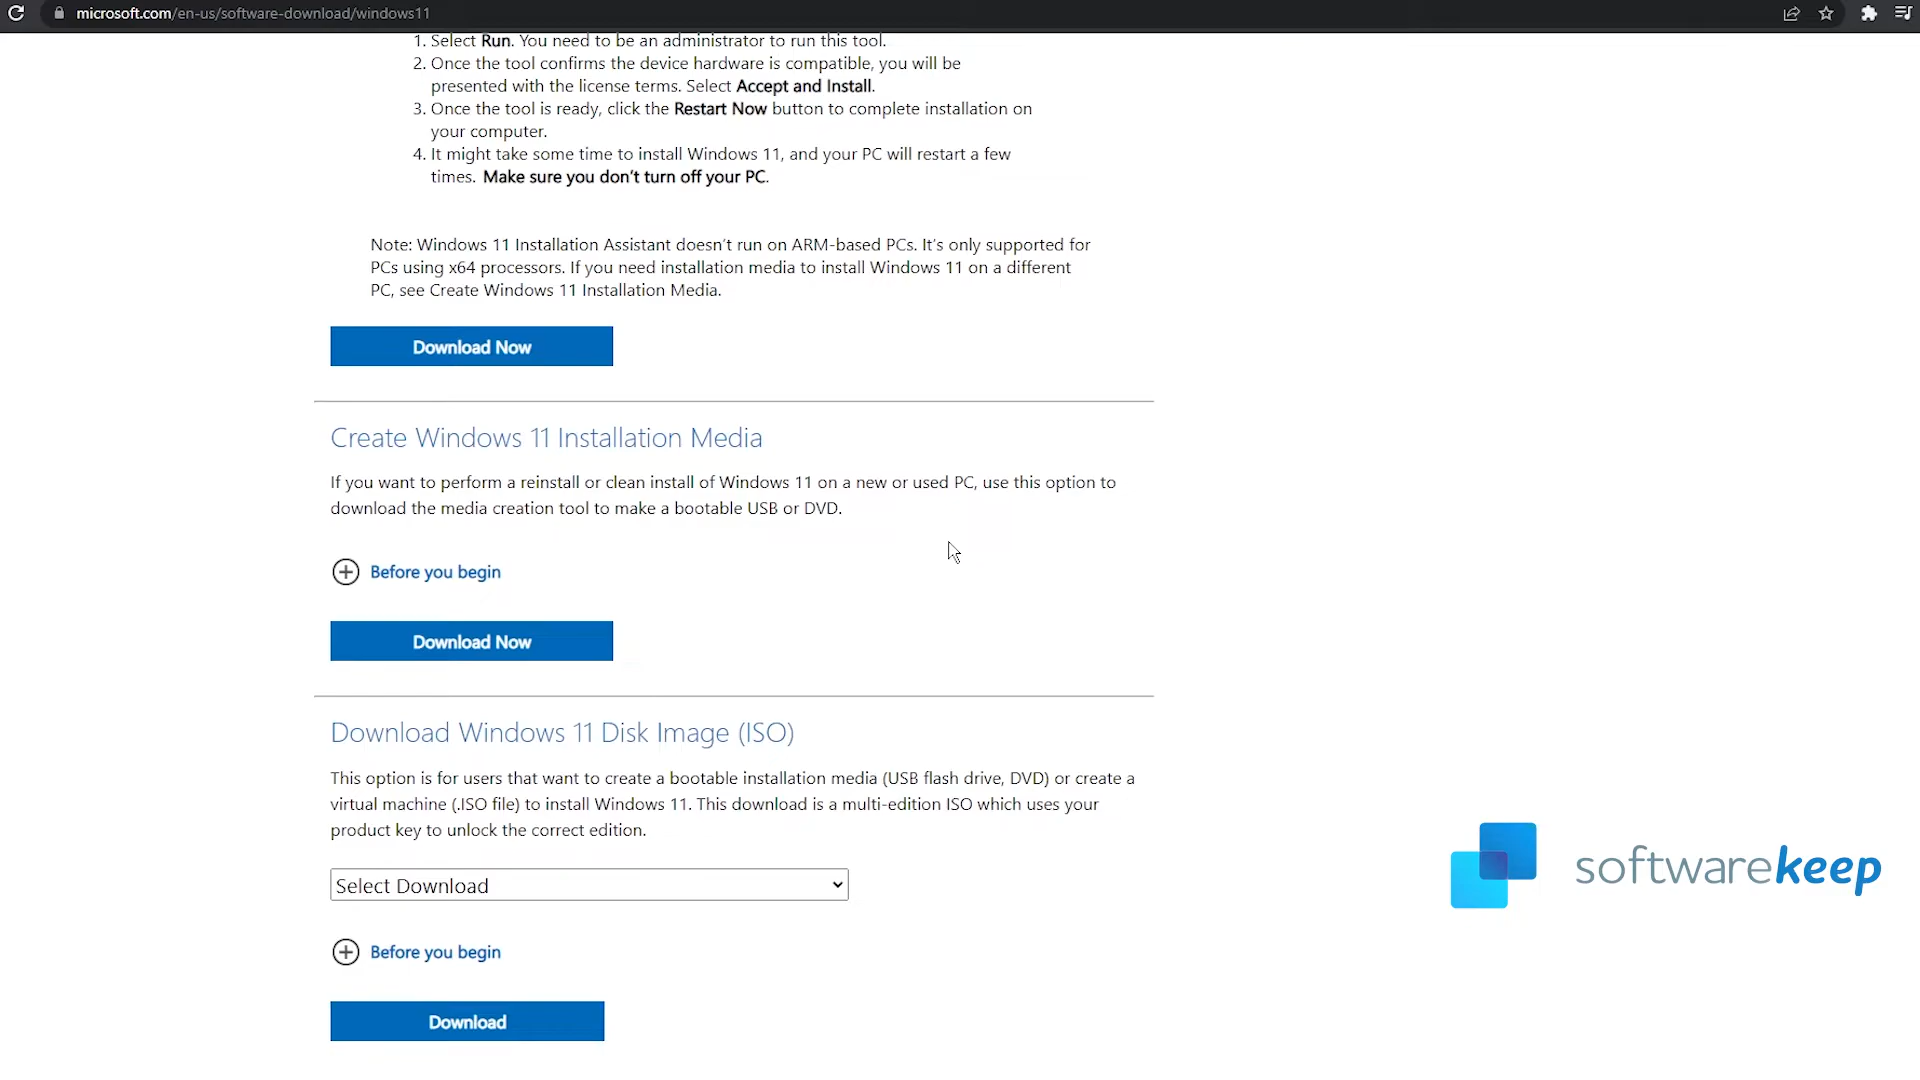 microsoft.com/en-us/software-download/windows11
1. Select Run. You need to be an administrator to run this tool.
2. Once the tool confirms the device hardware is compatible, you will be
presented with the license terms. Select Accept and Install.
3. Once the tool is ready, click the Restart Now button to complete installation on
your computer.
4. It might take some time to install Windows 11, and your PC will restart a few
times. Make sure you don't turn off your PC.
Note: Windows 11 Installation Assistant doesn't run on ARM-based PCs. It's only supported for
PCs using x64 processors. If you need installation media to install Windows 11 on a different
PC, see Create Windows 11 Installation Media.
Download Now
Create Windows 11 Installation Media
If you want to perform a reinstall or clean install of Windows 11 on a new or used PC, use this option to
download the media creation tool to make a bootable USB or DVD.
Before you begin
Download Now
Download Windows 11 Disk Image (ISO)
This option is for users that want to create a bootable installation media (USB flash drive, DVD) or create a
virtual machine (.ISO file) to install Windows 11. This download is a multi-edition ISO which uses your
product key to unlock the correct edition.
Select Download
Before you begin
Download
softwarekeep